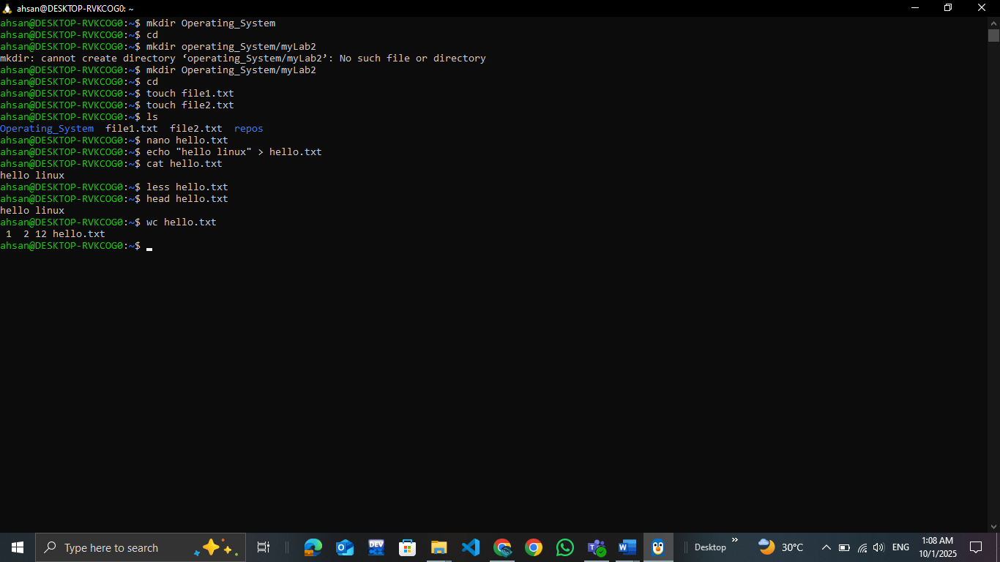 ahsan@DESKTOP-RVKCOG0: ~
ahsan@DESKTOP-RVKCOG0:~$ mkdir Operating_System
ahsan@DESKTOP-RVKCOG0:~$ cd
ahsan@DESKTOP-RVKCOG0:~$ mkdir operating_System/myLab2
mkdir: cannot create directory ‘operating_System/myLab2’: No such file or directory
ahsan@DESKTOP-RVKCOG0:~$ mkdir Operating_System/myLab2
ahsan@DESKTOP-RVKCOG0:~$ cd
ahsan@DESKTOP-RVKCOG0:~$ touch file1.txt
ahsan@DESKTOP-RVKCOG0:~$ touch file2.txt
ahsan@DESKTOP-RVKCOG0:~$ ls
Operating_System  file1.txt  file2.txt  repos
ahsan@DESKTOP-RVKCOG0:~$ nano hello.txt
ahsan@DESKTOP-RVKCOG0:~$ echo "hello linux" > hello.txt
ahsan@DESKTOP-RVKCOG0:~$ cat hello.txt
hello linux
ahsan@DESKTOP-RVKCOG0:~$ less hello.txt
ahsan@DESKTOP-RVKCOG0:~$ head hello.txt
hello linux
ahsan@DESKTOP-RVKCOG0:~$ wc hello.txt
 1  2 12 hello.txt
ahsan@DESKTOP-RVKCOG0:~$
Type here to search
DEV
Desktop
30°C
ENG
1:08 AM
10/1/2025